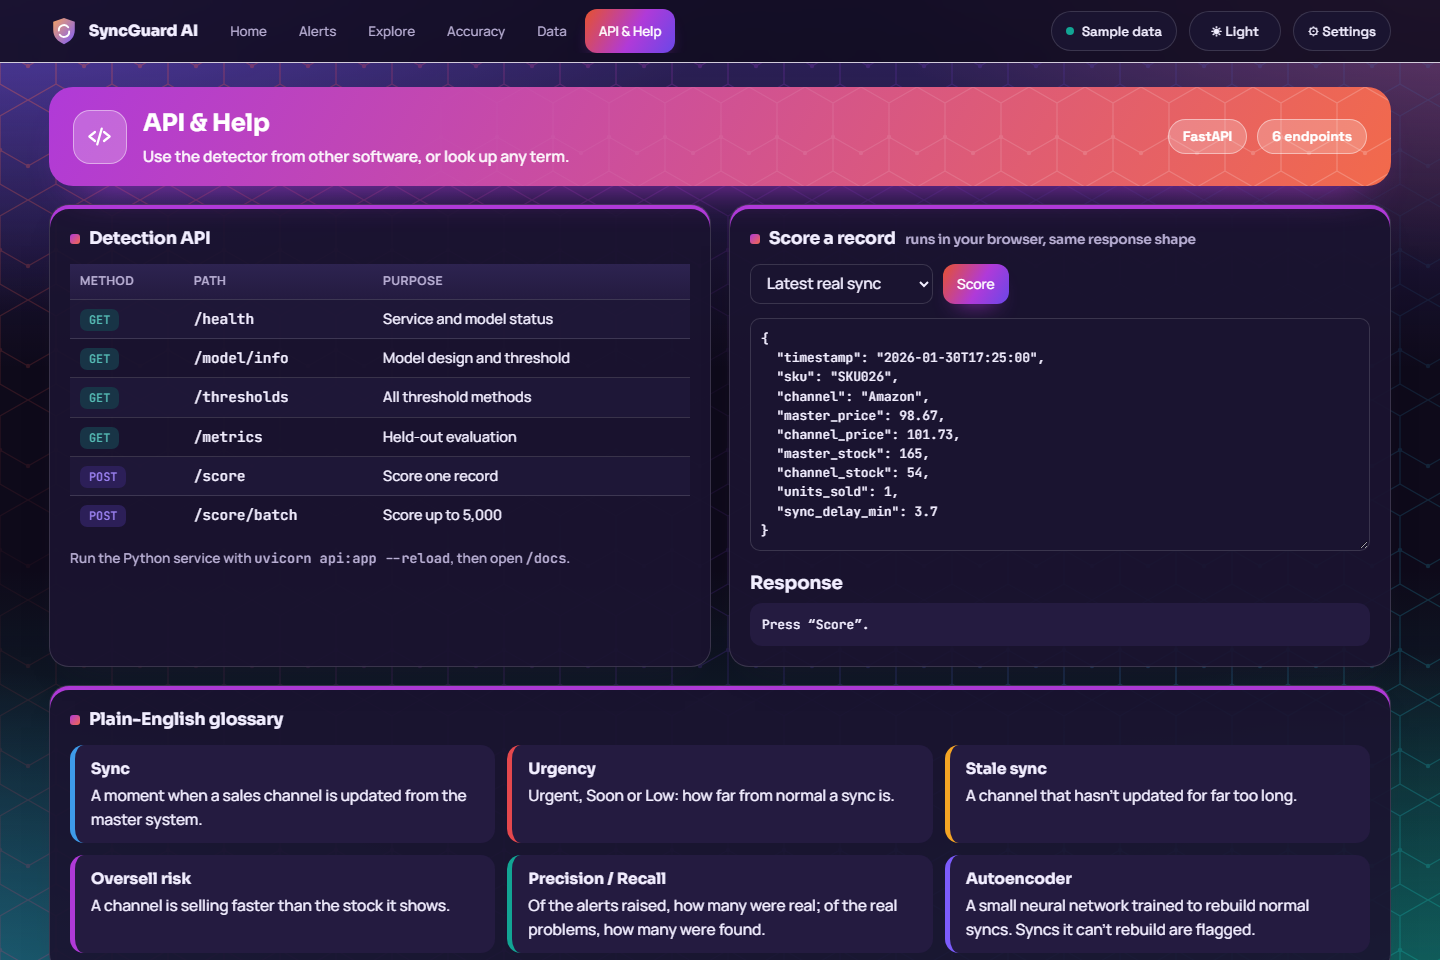 SyncGuard AI
Home
Alerts
Explore
Accuracy
Data
API & Help
Sample data
☀ Light
⚙ Settings
</>
API & Help
Use the detector from other software, or look up any term.
FastAPI
6 endpoints
Detection API
METHOD PATH PURPOSE
GET /health Service and model status
GET /model/info Model design and threshold
GET /thresholds All threshold methods
GET /metrics Held-out evaluation
POST /score Score one record
POST /score/batch Score up to 5,000
Run the Python service with uvicorn api:app --reload, then open /docs.
Score a record runs in your browser, same response shape
Latest real sync
Score
{
"timestamp": "2026-01-30T17:25:00",
"sku": "SKU026",
"channel": "Amazon",
"master_price": 98.67,
"channel_price": 101.73,
"master_stock": 165,
"channel_stock": 54,
"units_sold": 1,
"sync_delay_min": 3.7
}
Response
Press “Score”.
Plain-English glossary
Sync
A moment when a sales channel is updated from the
master system.
Urgency
Urgent, Soon or Low: how far from normal a sync is.
Stale sync
A channel that hasn’t updated for far too long.
Oversell risk
A channel is selling faster than the stock it shows.
Precision / Recall
Of the alerts raised, how many were real; of the real
problems, how many were found.
Autoencoder
A small neural network trained to rebuild normal
syncs. Syncs it can’t rebuild are flagged.